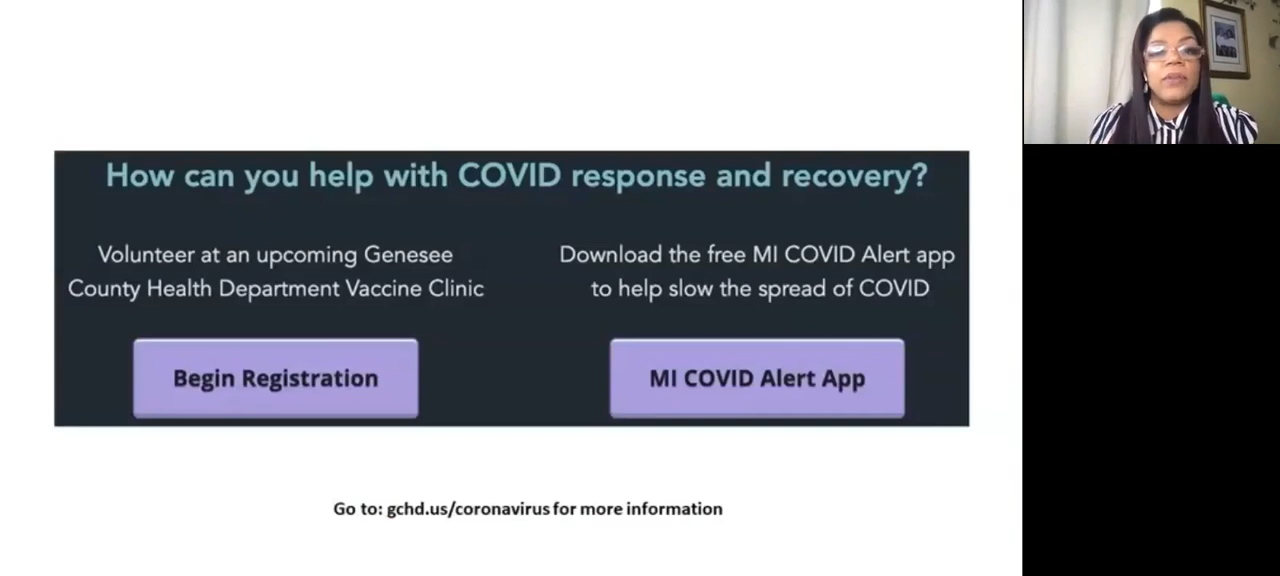 How can you help with COVID response and recovery?
Volunteer at an upcoming Genesee
County Health Department Vaccine Clinic
Begin Registration
Download the free MI COVID Alert app
to help slow the spread of COVID
MI COVID Alert App
Go to: gchd.us/coronavirus for more information